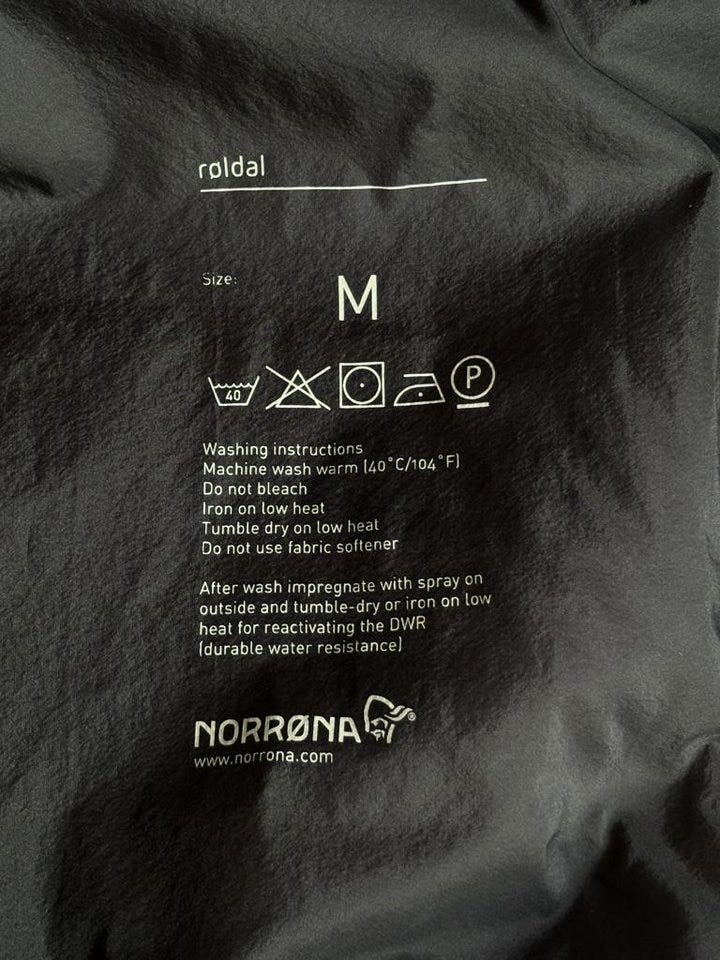 røldal
Size: M
40 P
Washing instructions
Machine wash warm (40°C/104°F)
Do not bleach
Iron on low heat
Tumble dry on low heat
Do not use fabric softener
After wash impregnate with spray on
outside and tumble-dry or iron on low
heat for reactivating the DWR
(durable water resistance)
NORRØNA ®
www.norrona.com